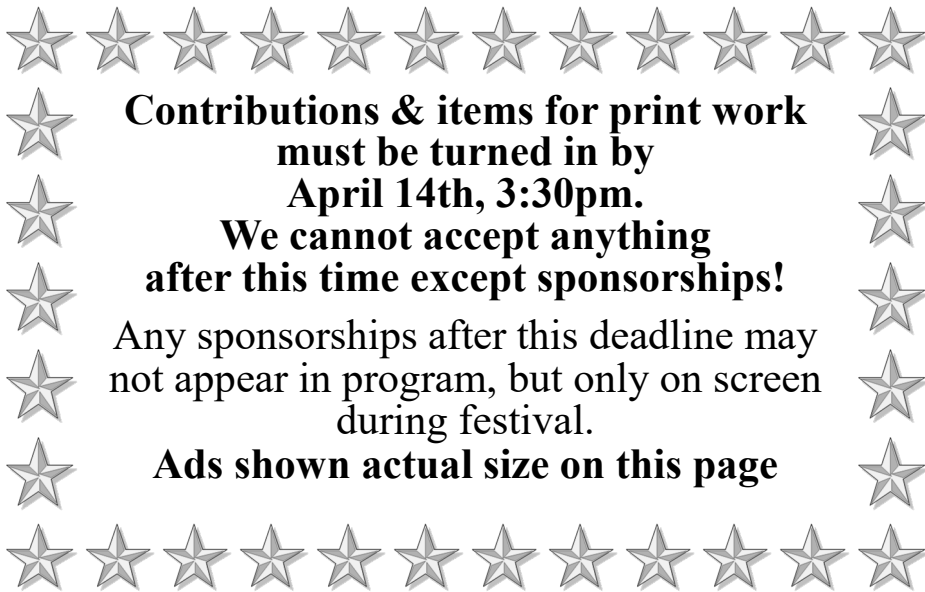 Contributions & items for print work
must be turned in by
April 14th, 3:30pm.
We cannot accept anything
after this time except sponsorships!
Any sponsorships after this deadline may
not appear in program, but only on screen
during festival.
Ads shown actual size on this page